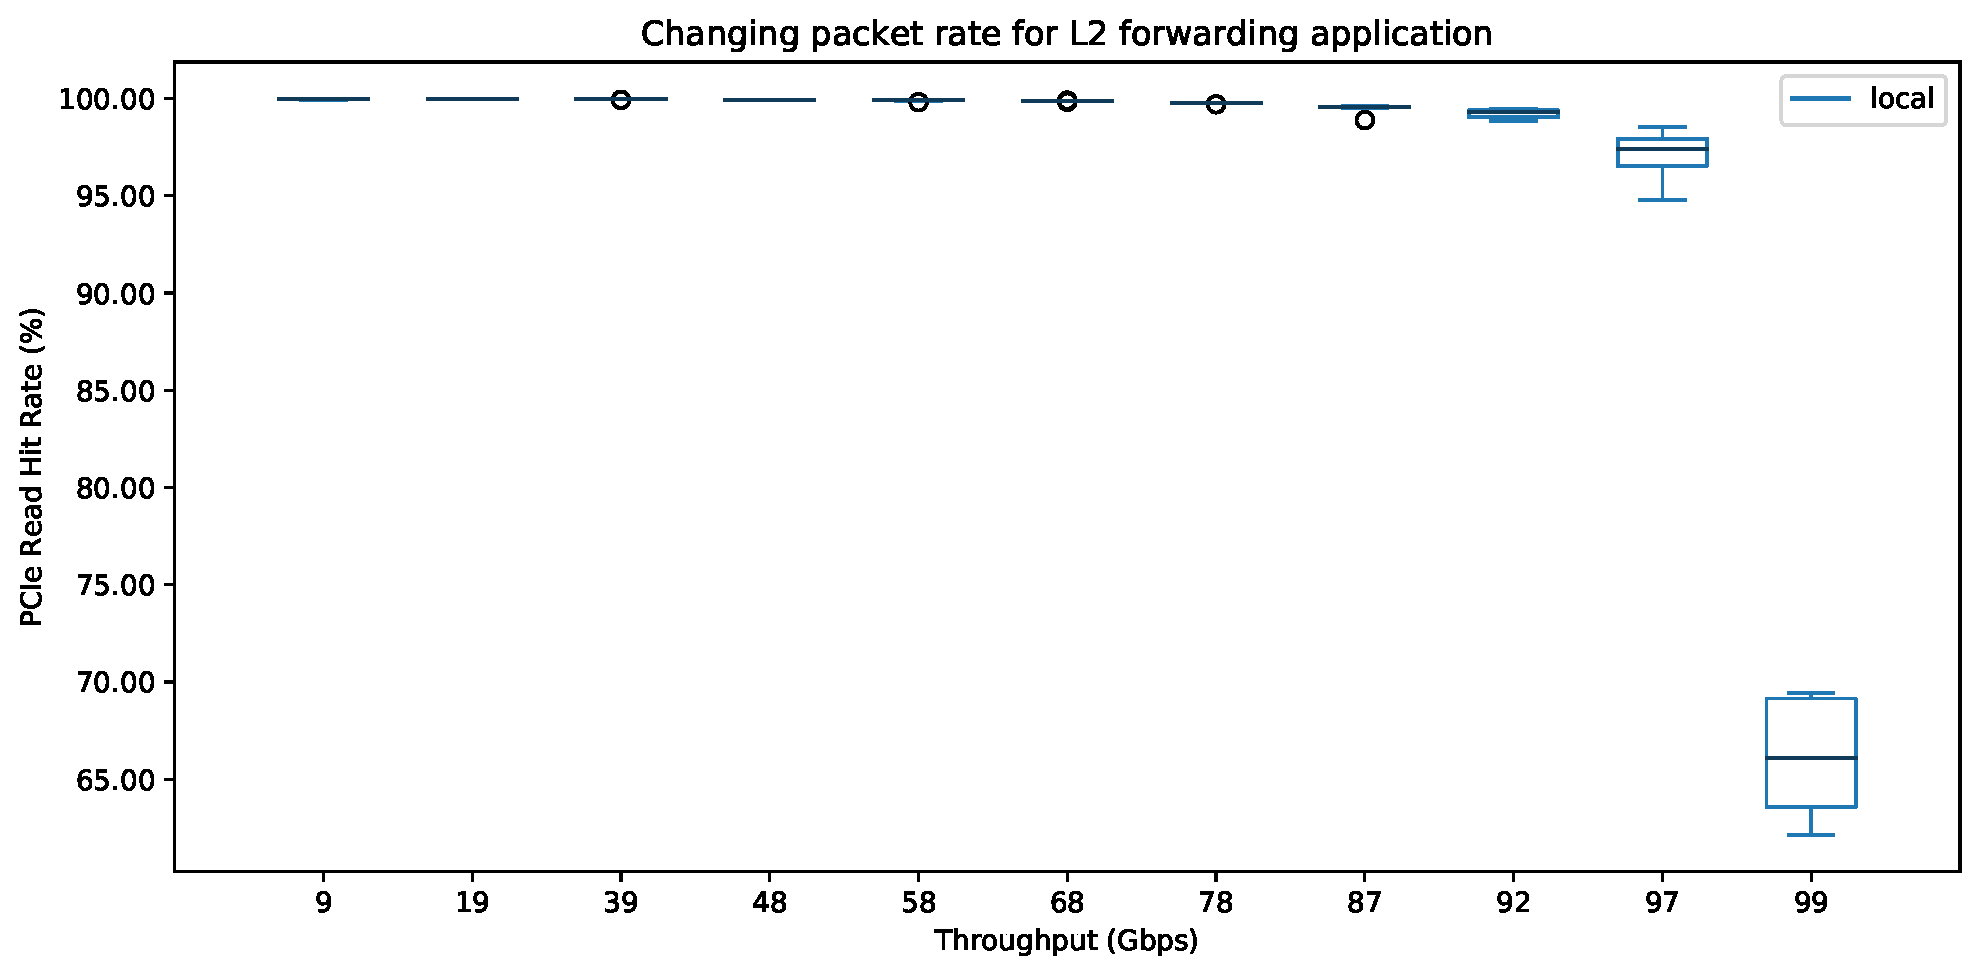 Changing packet rate for L2 forwarding application
local
PCIe Read Hit Rate (%)
100.00
95.00
90.00
85.00
80.00
75.00
70.00
65.00
9 19 39 48 58 68 78 87 92 97 99
Throughput (Gbps)